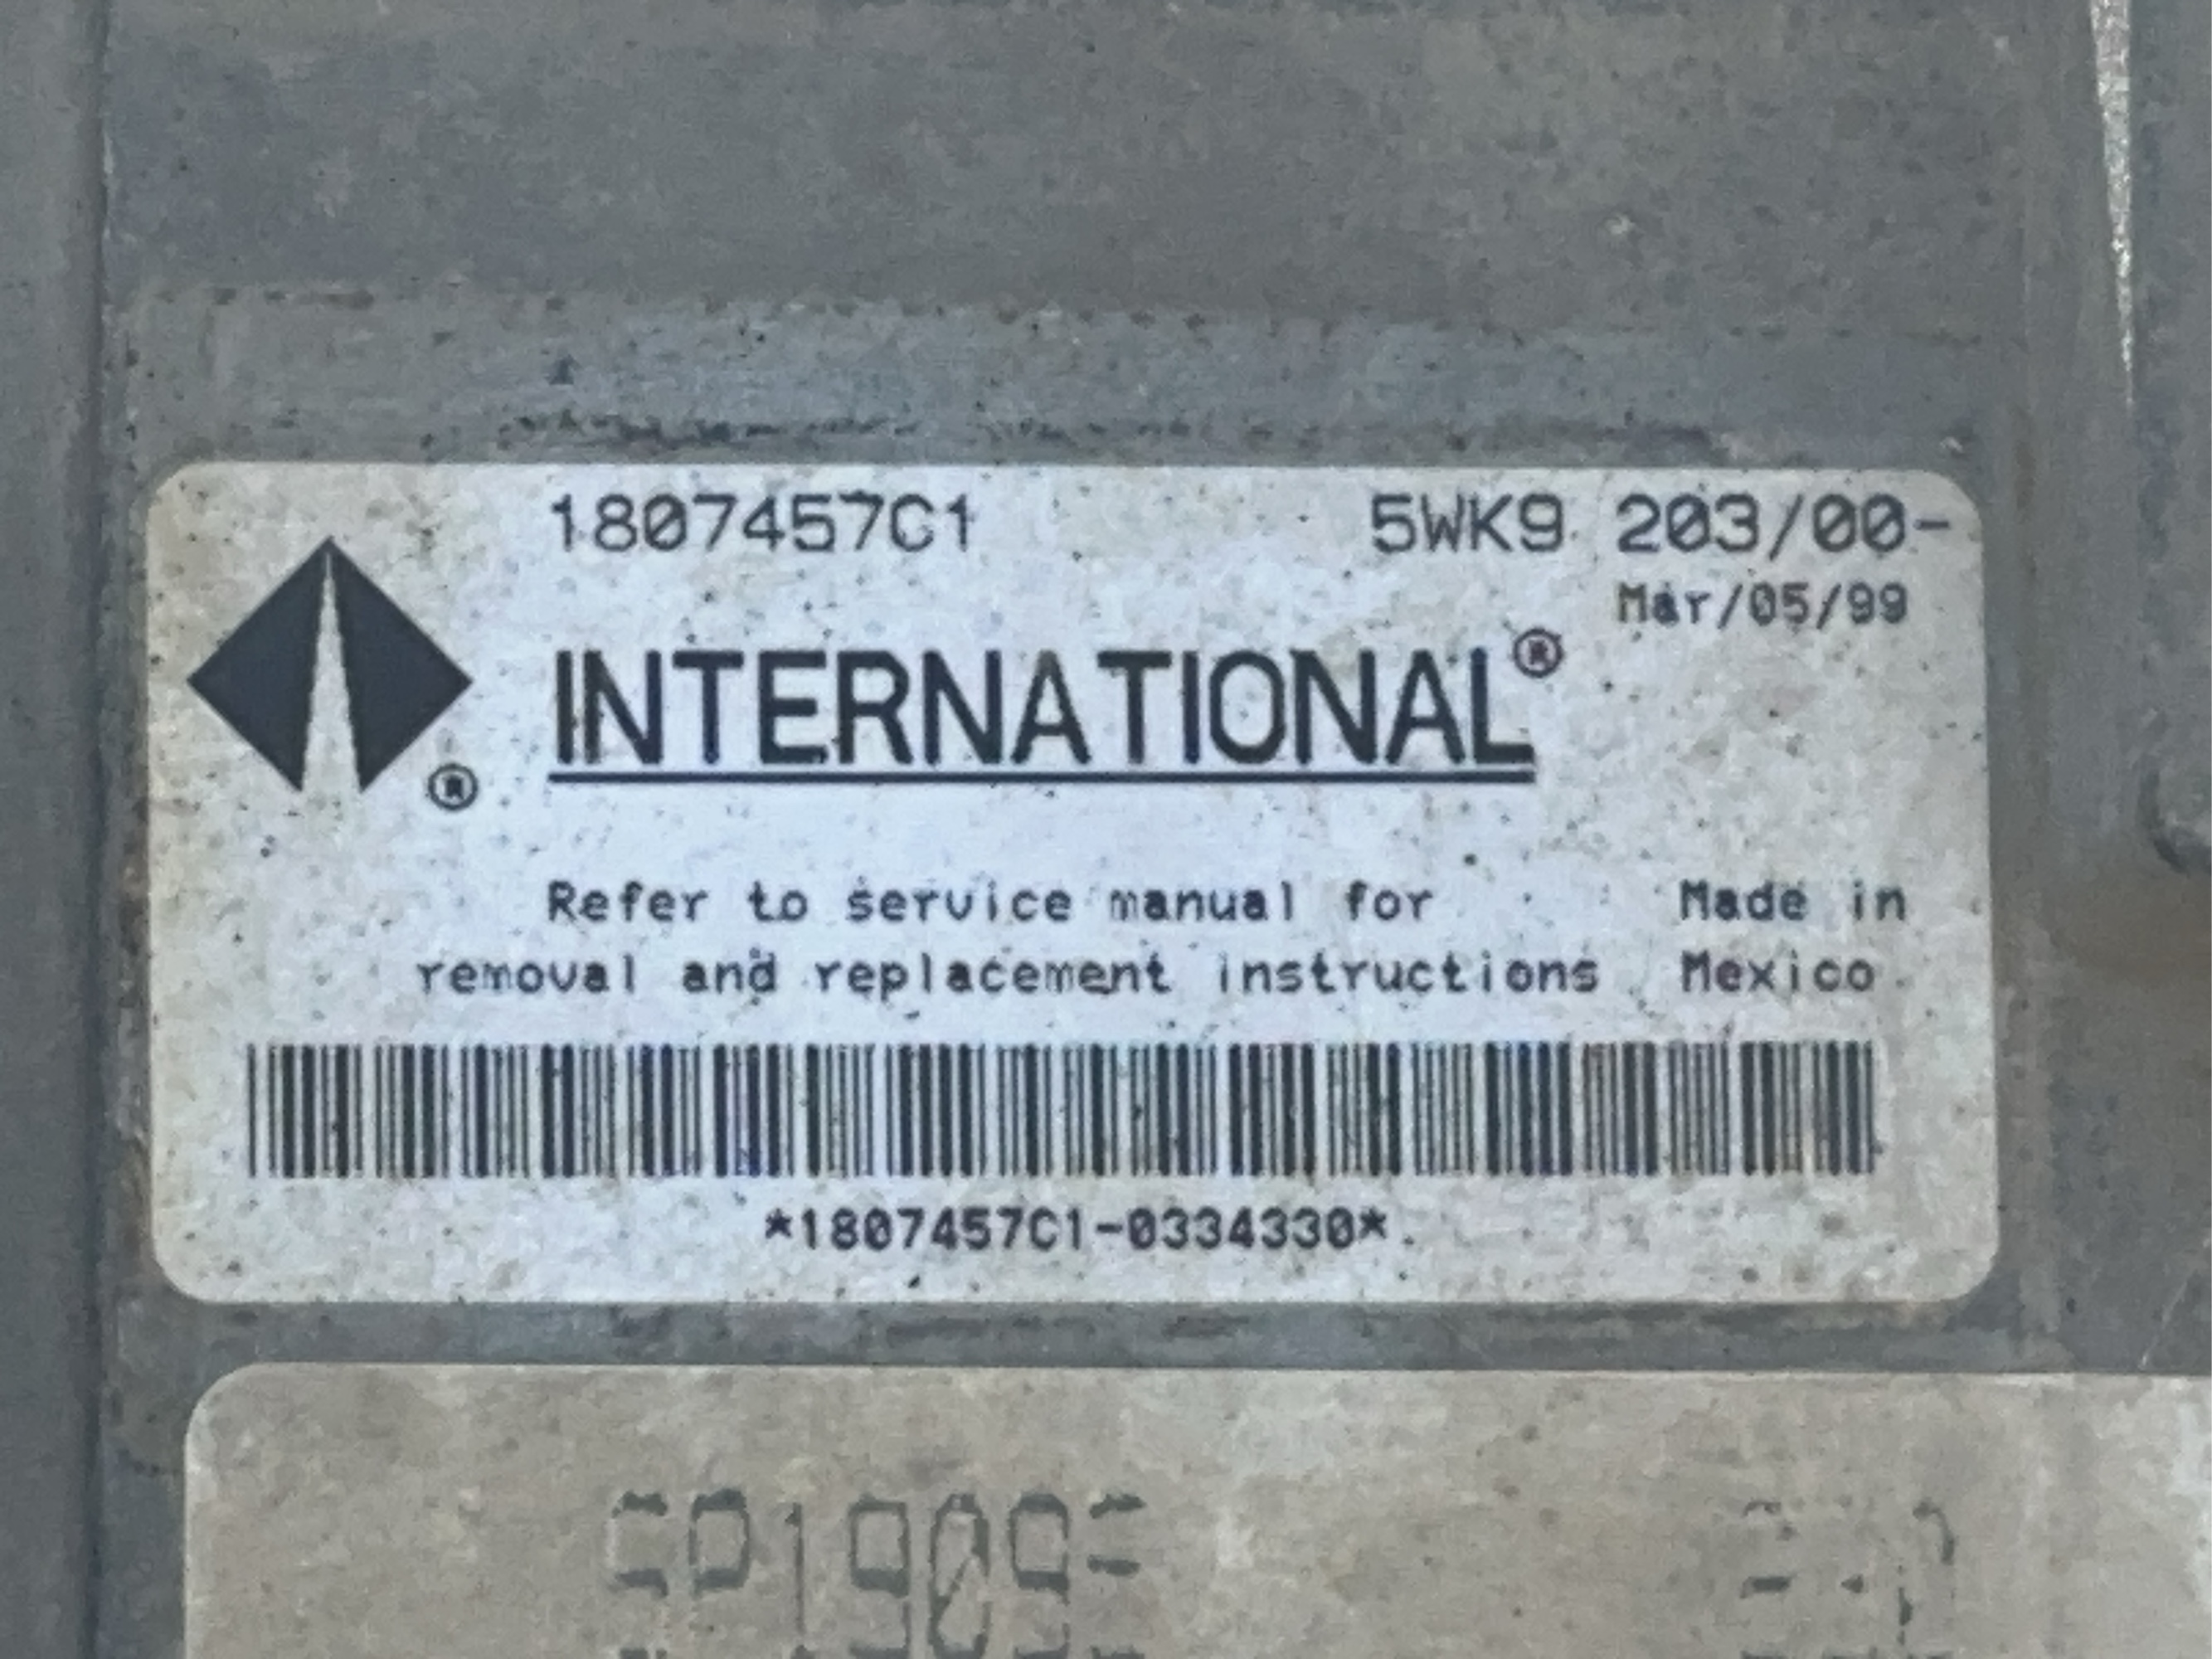 1807457C1 5WK9 203/00-
Mar/05/99
INTERNATIONAL®
®
Refer to service manual for Made in
removal and replacement instructions Mexico
*1807457C1-0334330*